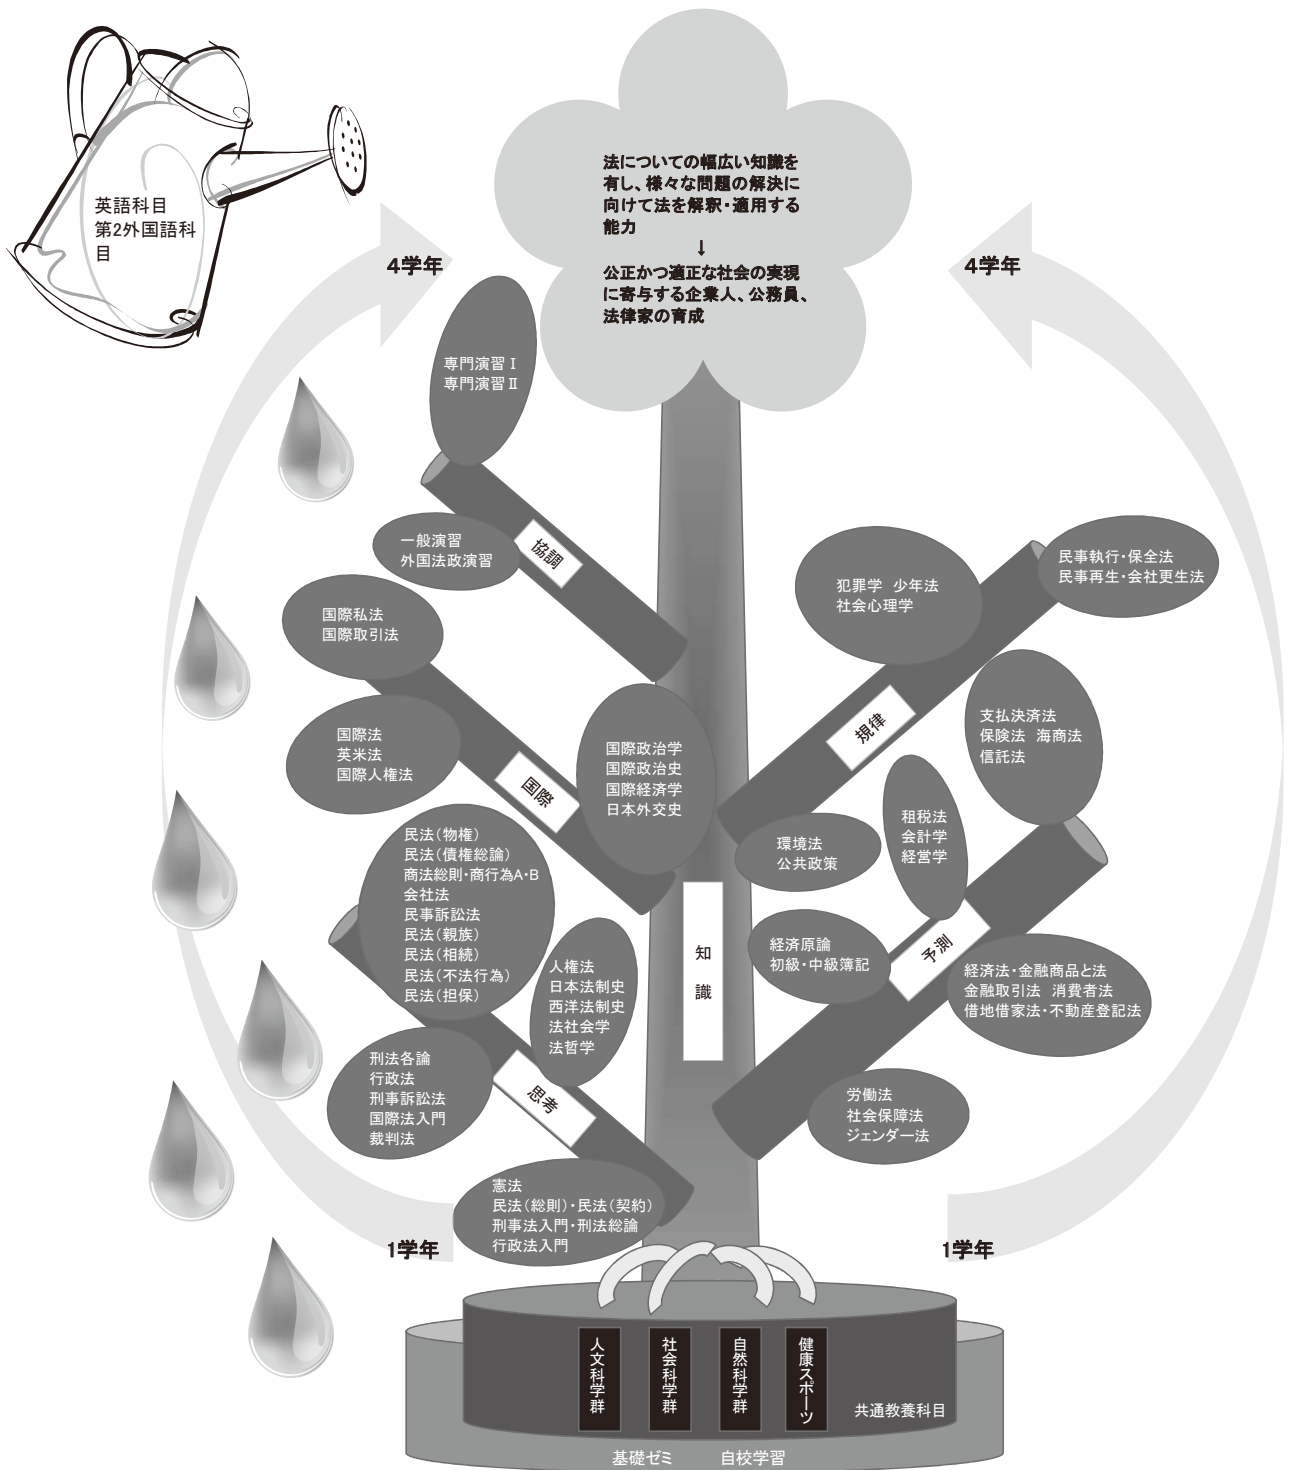 英語科目
第2外国語科
目
法についての幅広い知識を
有し、様々な問題の解決に
向けて法を解釈・適用する
能力
↓
公正かつ適正な社会の実現
に寄与する企業人、公務員、
法律家の育成
4学年
4学年
専門演習Ⅰ
専門演習Ⅱ
協調
一般演習
外国法政演習
国際私法
国際取引法
国際法
英米法
国際人権法
国際
国際政治学
国際政治史
国際経済学
日本外交史
犯罪学 少年法
社会心理学
民事執行・保全法
民事再生・会社更生法
規律
支払決済法
保険法 海商法
信託法
環境法
公共政策
租税法
会計学
経営学
民法（物権）
民法（債権総論）
商法総則・商行為A・B
会社法
民事訴訟法
民法（親族）
民法（相続）
民法（不法行為）
民法（担保）
人権法
日本法制史
西洋法制史
法社会学
法哲学
知識
経済原論
初級・中級簿記
予測
経済法・金融商品と法
金融取引法 消費者法
借地借家法・不動産登記法
刑法各論
行政法
刑事訴訟法
国際法入門
裁判法
思考
労働法
社会保障法
ジェンダー法
憲法
民法（総則）・民法（契約）
刑事法入門・刑法総論
行政法入門
1学年
1学年
人文科学群
社会科学群
自然科学群
健康スポーツ
共通教養科目
基礎ゼミ
自校学習